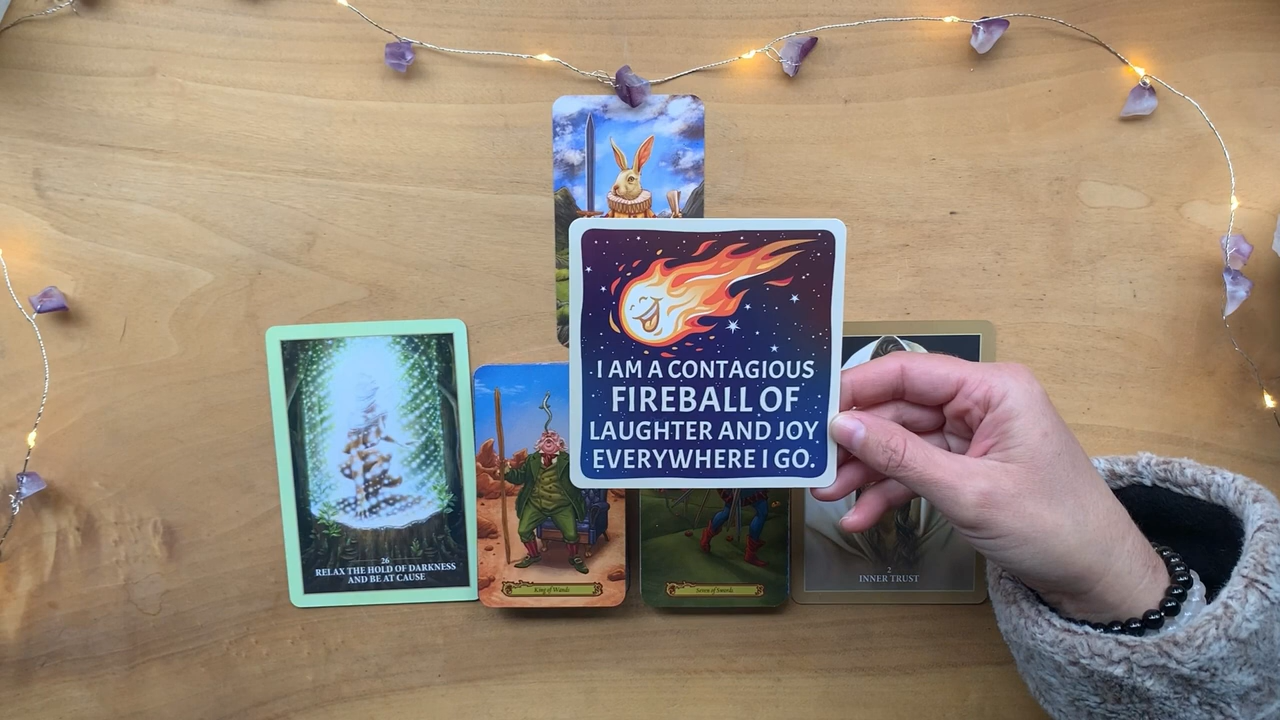 I AM A CONTAGIOUS
FIREBALL OF
LAUGHTER AND JOY
EVERYWHERE I GO.
26
RELAX THE HOLD OF DARKNESS
AND BE AT CAUSE
King of Wands
Seven of Swords
2
INNER TRUST